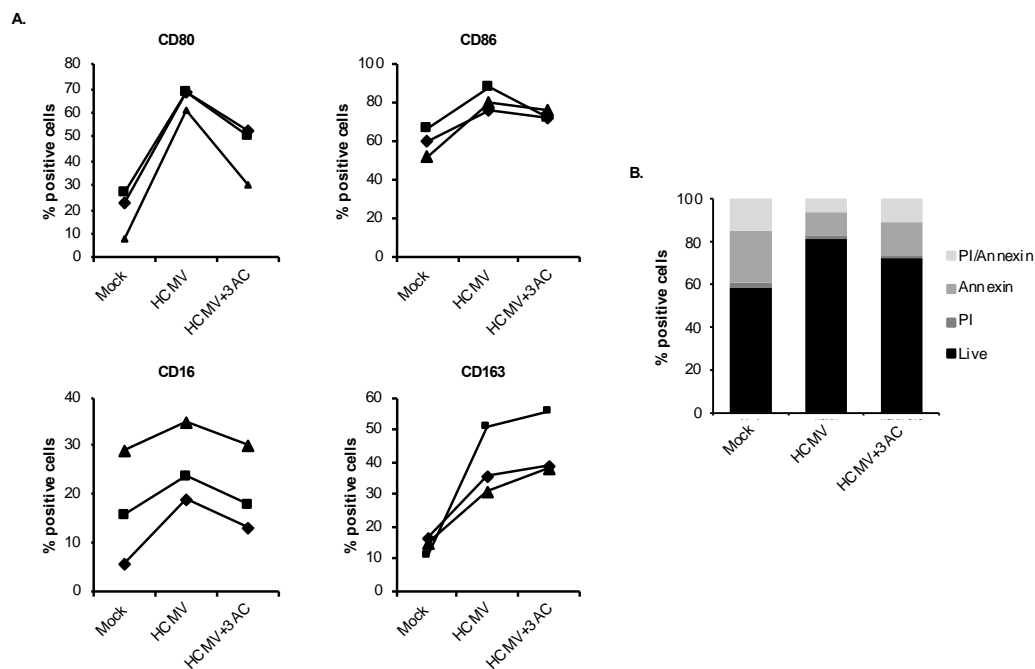 A.
CD80
% positive cells
80
70
60
50
40
30
20
10
0
Mock
HCMV
HCMV+3AC
CD86
% positive cells
100
80
60
40
20
0
Mock
HCMV
HCMV+3AC
CD16
% positive cells
40
30
20
10
0
Mock
HCMV
HCMV+3AC
CD163
% positive cells
60
50
40
30
20
10
0
Mock
HCMV
HCMV+3AC
B.
% positive cells
100
80
60
40
20
0
Mock
HCMV
HCMV+3AC
PI/Annexin
Annexin
PI
Live